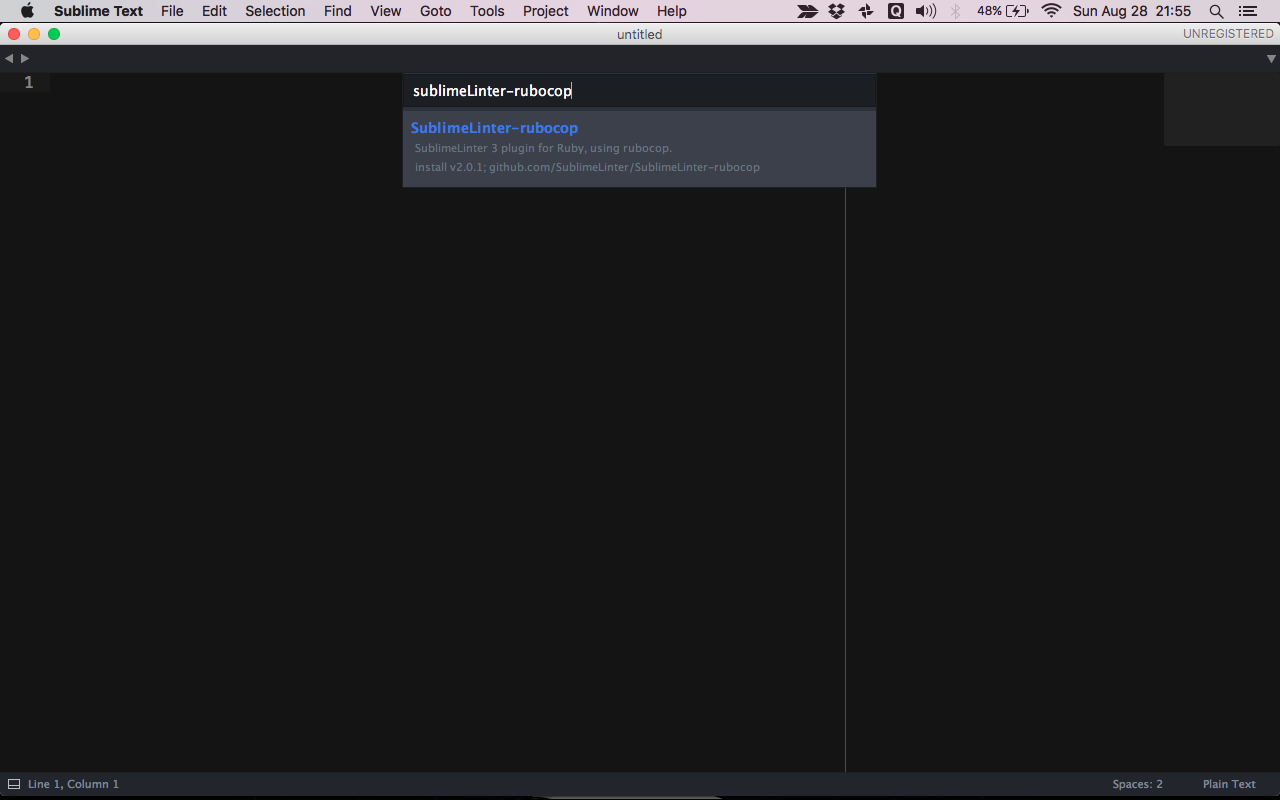 Sublime Text File Edit Selection Find View Goto Tools Project Window Help Q 48% Sun Aug 28 21:55
untitled UNREGISTERED
1
sublimeLinter-rubocop
SublimeLinter-rubocop
SublimeLinter 3 plugin for Ruby, using rubocop.
install v2.0.1; github.com/SublimeLinter/SublimeLinter-rubocop
Line 1, Column 1 Spaces: 2 Plain Text